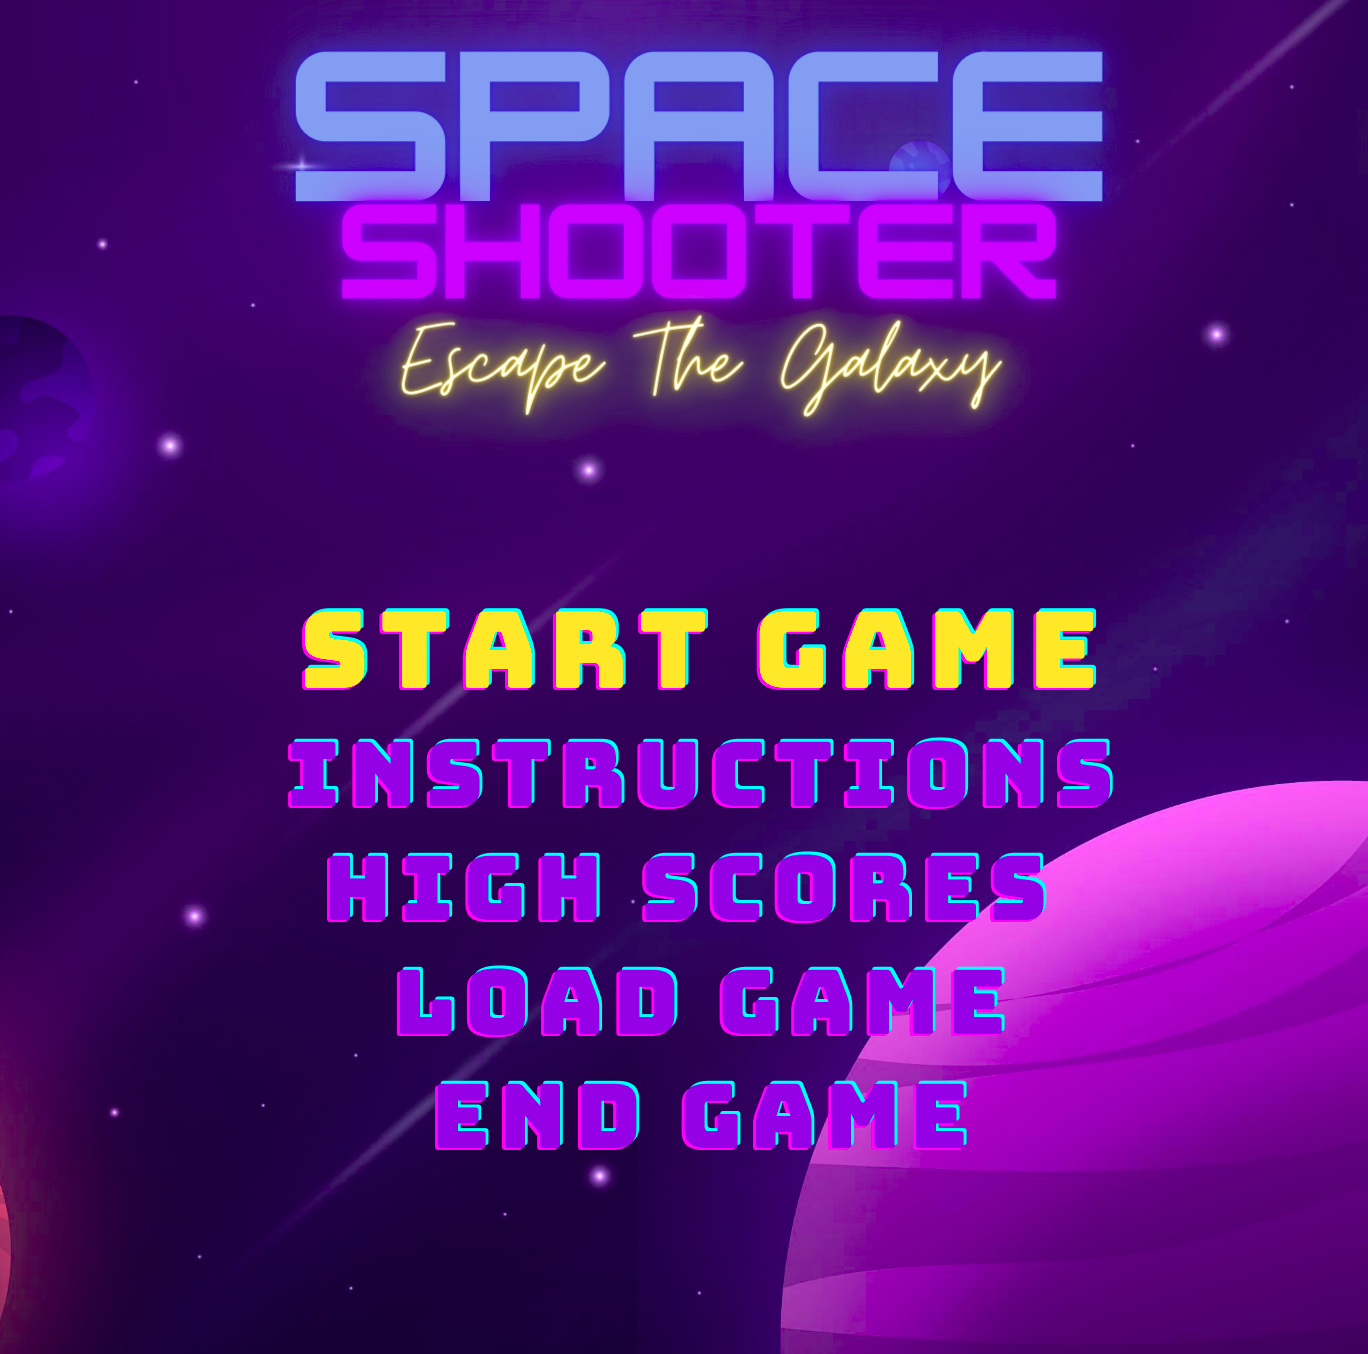 SPACE
SHOOTER
Escape The Galaxy
START GAME
INSTRUCTIONS
HIGH SCORES
LOAD GAME
END GAME